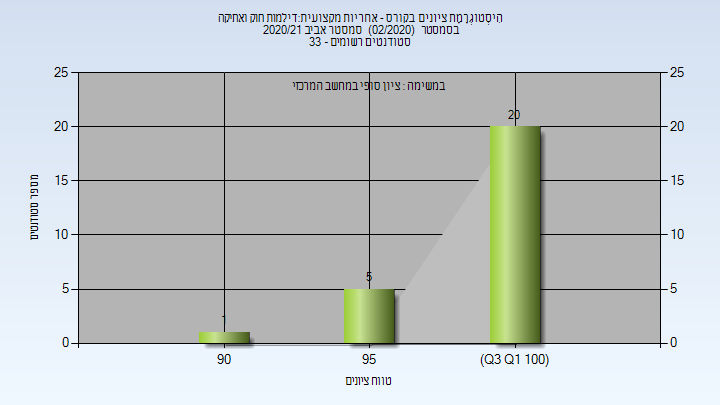 הִיסְטוֹגְרָמַת ציונים בקורס - אחריות מקצועית:דילמות חוק ואתיקה
בסמסטר (02/2020) סמסטר אביב 2020/21
סטודנטים רשומים - 33
במשימה : ציון סופי במחשב המרכזי
25 25
20 20
20
15 15
מספר סטודנטים
10 10
5 5
5
1
0 0
90 95 (Q3 Q1 100)
טווח ציונים